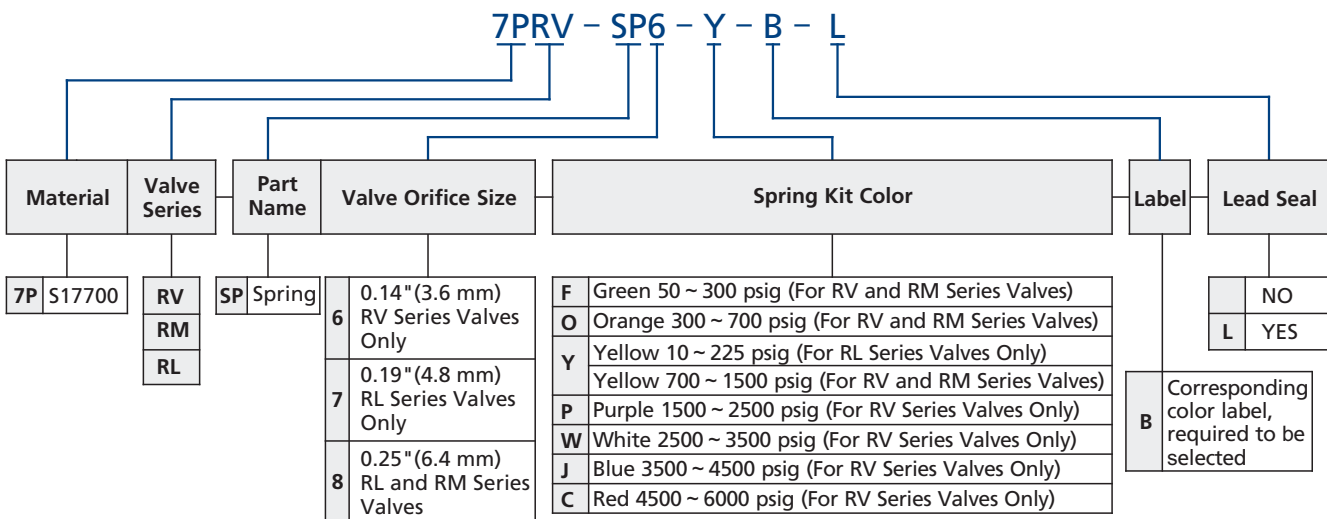 7PRV – SP6 – Y – B – L
Material
Valve
Series
Part
Name
Valve Orifice Size
Spring Kit Color
Label
Lead Seal
7P S17700
RV
RM
RL
SP Spring
6 0.14"(3.6 mm)
RV Series Valves
Only
7 0.19"(4.8 mm)
RL Series Valves
Only
8 0.25"(6.4 mm)
RL and RM Series
Valves
F Green 50 ~ 300 psig (For RV and RM Series Valves)
O Orange 300 ~ 700 psig (For RV and RM Series Valves)
Y Yellow 10 ~ 225 psig (For RL Series Valves Only)
Yellow 700 ~ 1500 psig (For RV and RM Series Valves)
P Purple 1500 ~ 2500 psig (For RV Series Valves Only)
W White 2500 ~ 3500 psig (For RV Series Valves Only)
J Blue 3500 ~ 4500 psig (For RV Series Valves Only)
C Red 4500 ~ 6000 psig (For RV Series Valves Only)
B Corresponding
color label,
required to be
selected
NO
L YES